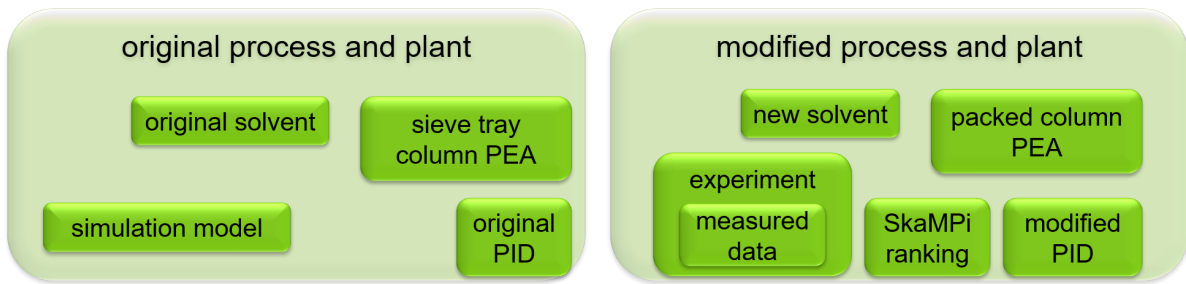 original process and plant
original solvent
sieve tray
column PEA
simulation model
original
PID
modified process and plant
new solvent
packed column
PEA
experiment
measured
data
SkaMPi
ranking
modified
PID